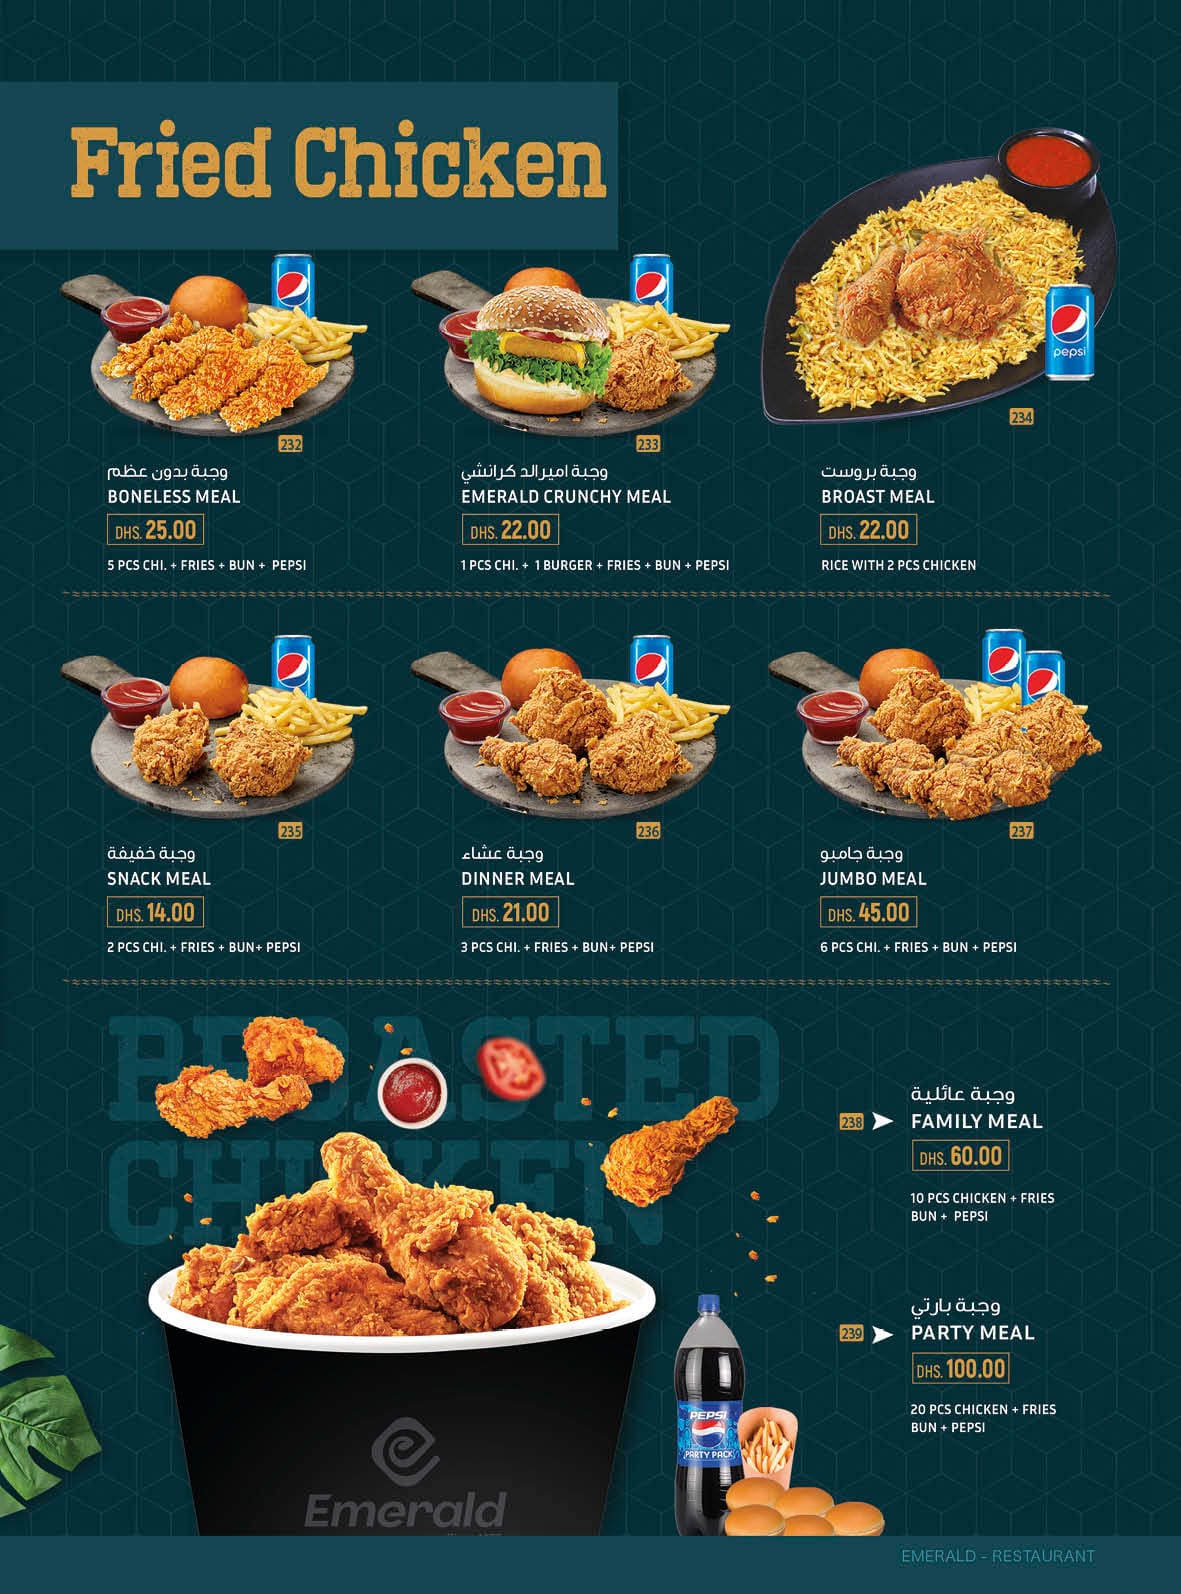 Fried Chicken
pepsi
232
وجبة بدون عظم
BONELESS MEAL
DHS. 25.00
5 PCS CHI. + FRIES + BUN + PEPSI
233
وجبة اميرالد كرانشي
EMERALD CRUNCHY MEAL
DHS. 22.00
1 PCS CHI. + 1 BURGER + FRIES + BUN + PEPSI
234
وجبة بروست
BROAST MEAL
DHS. 22.00
RICE WITH 2 PCS CHICKEN
235
وجبة خفيفة
SNACK MEAL
DHS. 14.00
2 PCS CHI. + FRIES + BUN+ PEPSI
236
وجبة عشاء
DINNER MEAL
DHS. 21.00
3 PCS CHI. + FRIES + BUN+ PEPSI
237
وجبة جامبو
JUMBO MEAL
DHS. 45.00
6 PCS CHI. + FRIES + BUN + PEPSI
BROASTED
CHICKEN
238
وجبة عائلية
FAMILY MEAL
DHS. 60.00
10 PCS CHICKEN + FRIES
BUN + PEPSI
239
وجبة بارتي
PARTY MEAL
DHS. 100.00
20 PCS CHICKEN + FRIES
BUN + PEPSI
PEPSI
PARTY PACK
Emerald
EMERALD - RESTAURANT